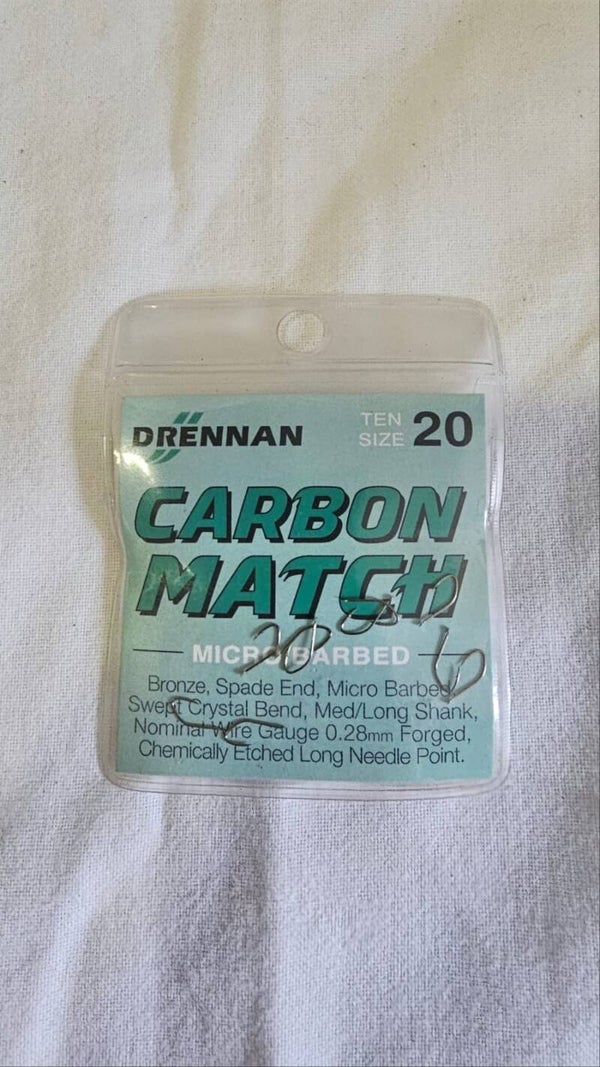 DRENNAN
TEN
SIZE 20
CARBON
MATCH
MICRO BARBED
Bronze, Spade End, Micro Barbed
Swept Crystal Bend, Med/Long Shank,
Nominal Wire Gauge 0.28mm Forged,
Chemically Etched Long Needle Point.